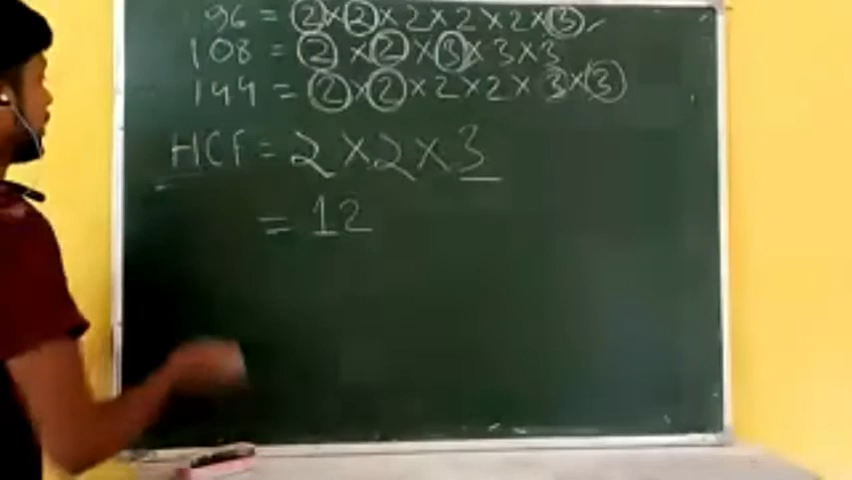 96 = 2×2×2×2×2×3
108 = 2×2×3×3×3
144 = 2×2×2×2×3×3
HCF = 2×2×3
= 12